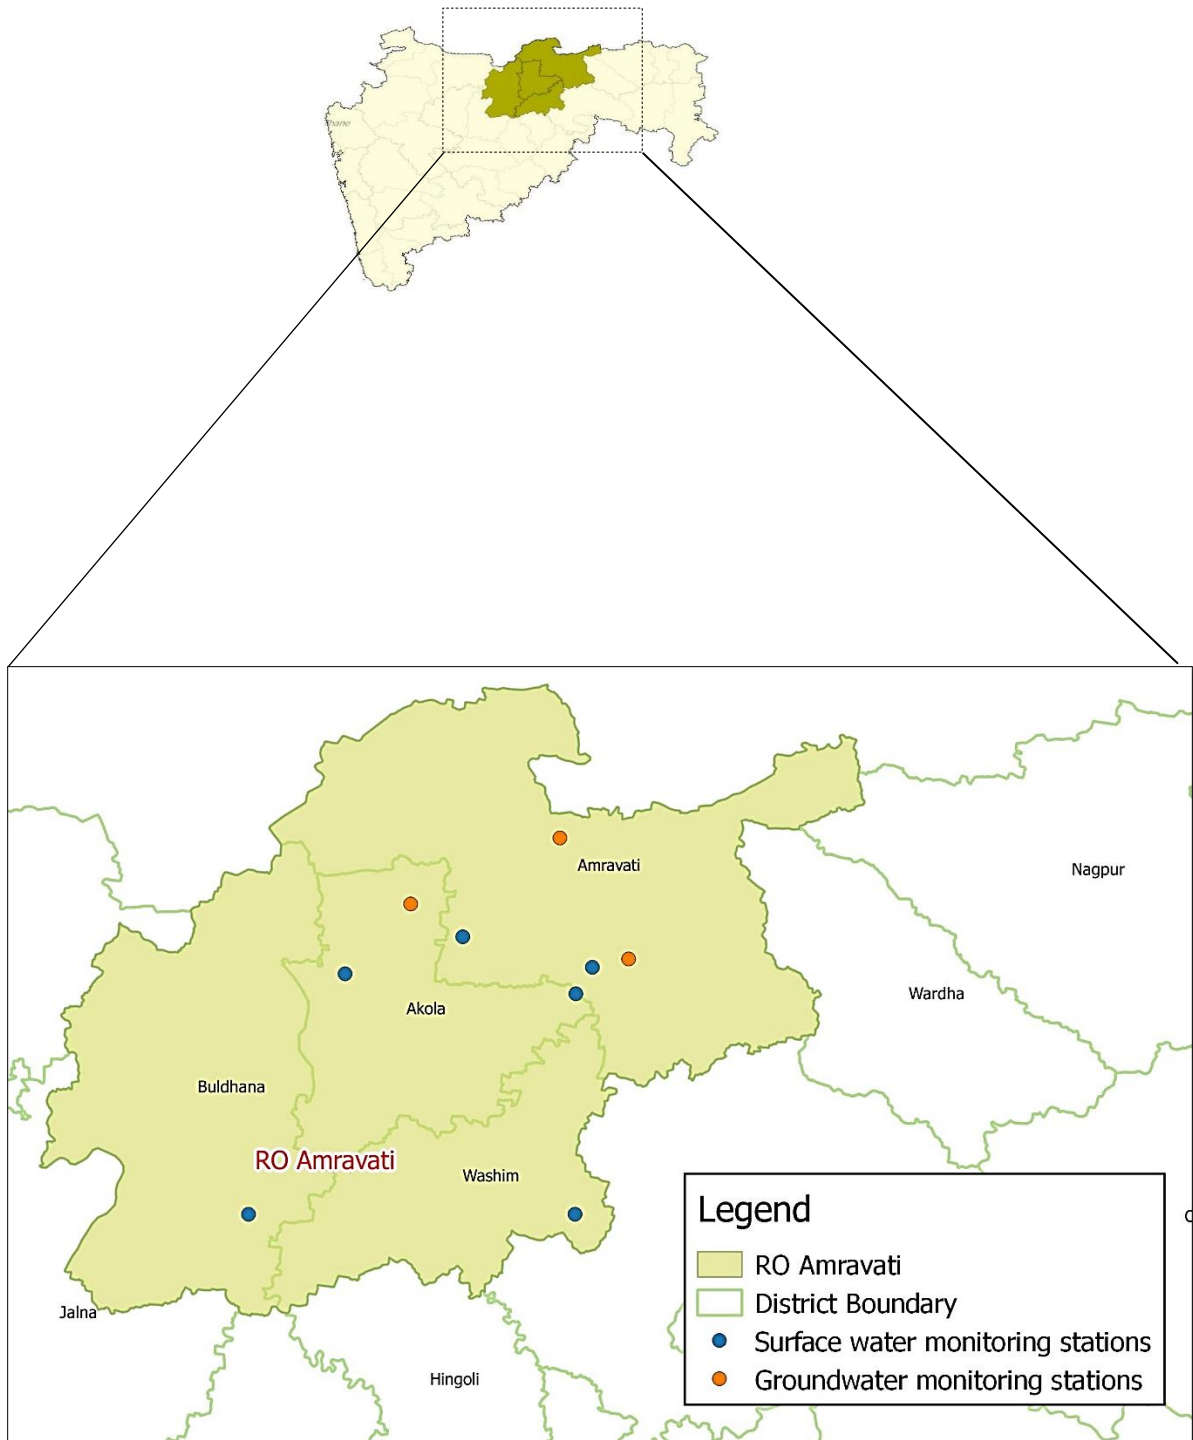 Amravati
Nagpur
Wardha
Akola
Buldhana
RO Amravati
Washim
Jalna
Hingoli
Legend
RO Amravati
District Boundary
Surface water monitoring stations
Groundwater monitoring stations